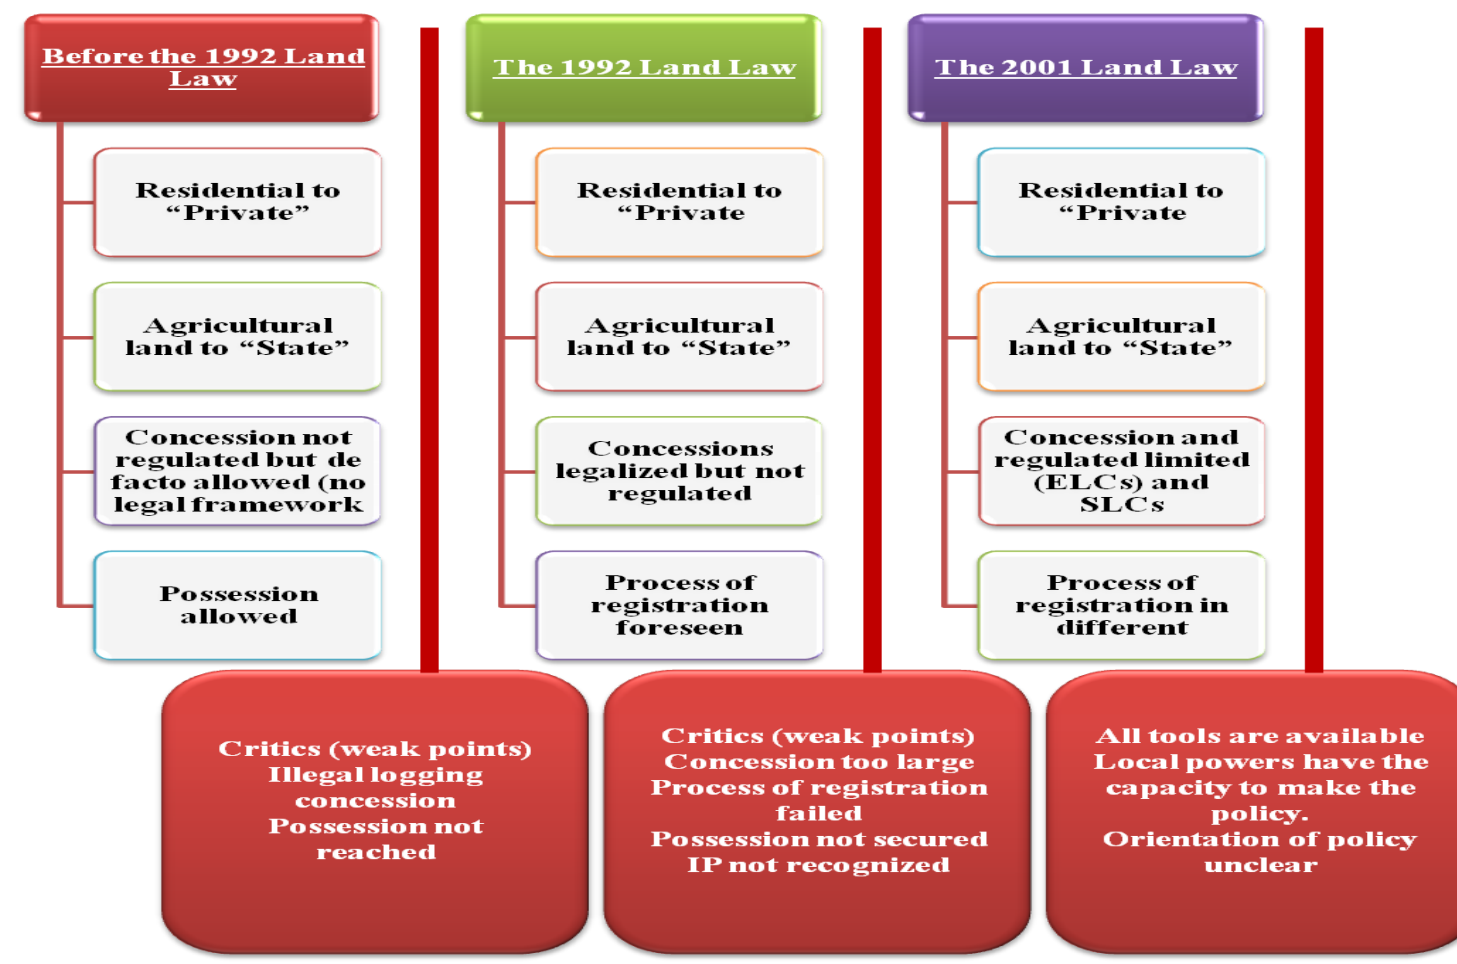 Before the 1992 Land
Law
Residential to
“Private”
Agricultural
land to “State”
Concession not
regulated but de
facto allowed (no
legal framework
Possession
allowed
Critics (weak points)
Illegal logging
concession
Possession not
reached
The 1992 Land Law
Residential to
“Private
Agricultural
land to “State”
Concessions
legalized but not
regulated
Process of
registration
foreseen
Critics (weak points)
Concession too large
Process of registration
failed
Possession not secured
IP not recognized
The 2001 Land Law
Residential to
“Private
Agricultural
land to “State”
Concession and
regulated limited
(ELCs) and
SLCs
Process of
registration in
different
All tools are available
Local powers have the
capacity to make the
policy.
Orientation of policy
unclear